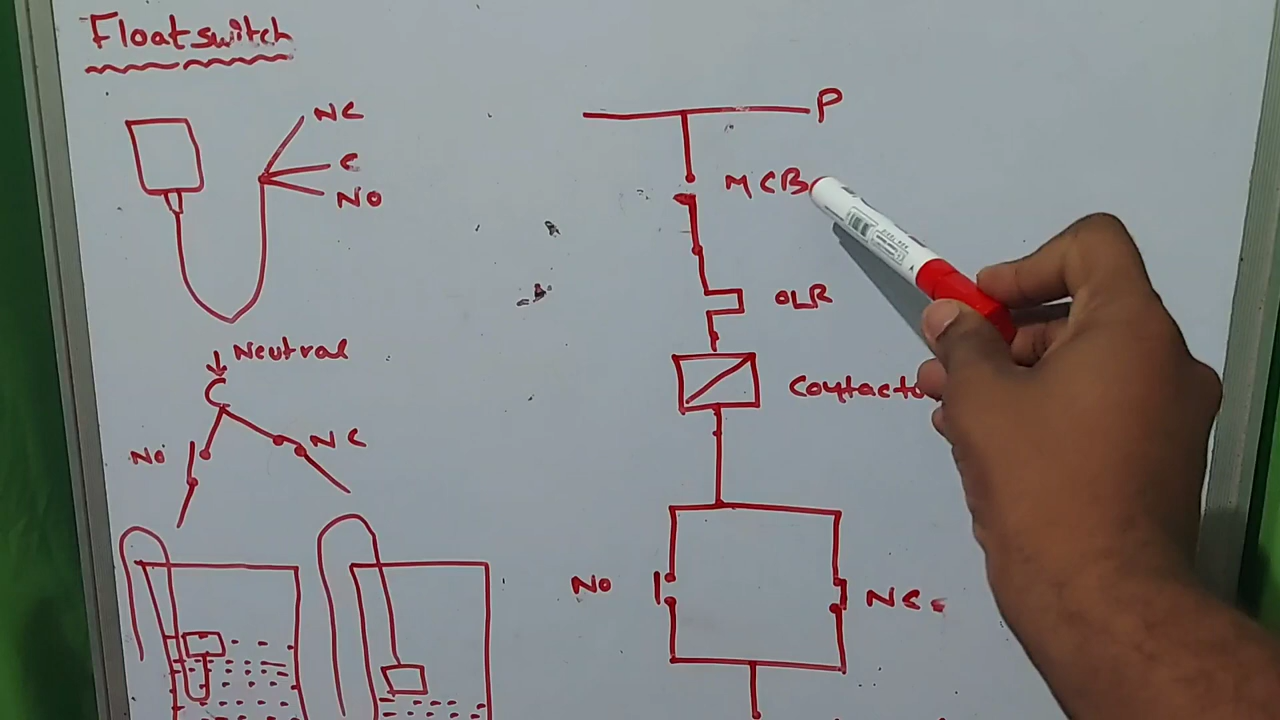 Floatswitch
NC
C
NO
Neutral
C
NO
NC
P
MCB
OLR
Contacto
NO
NC